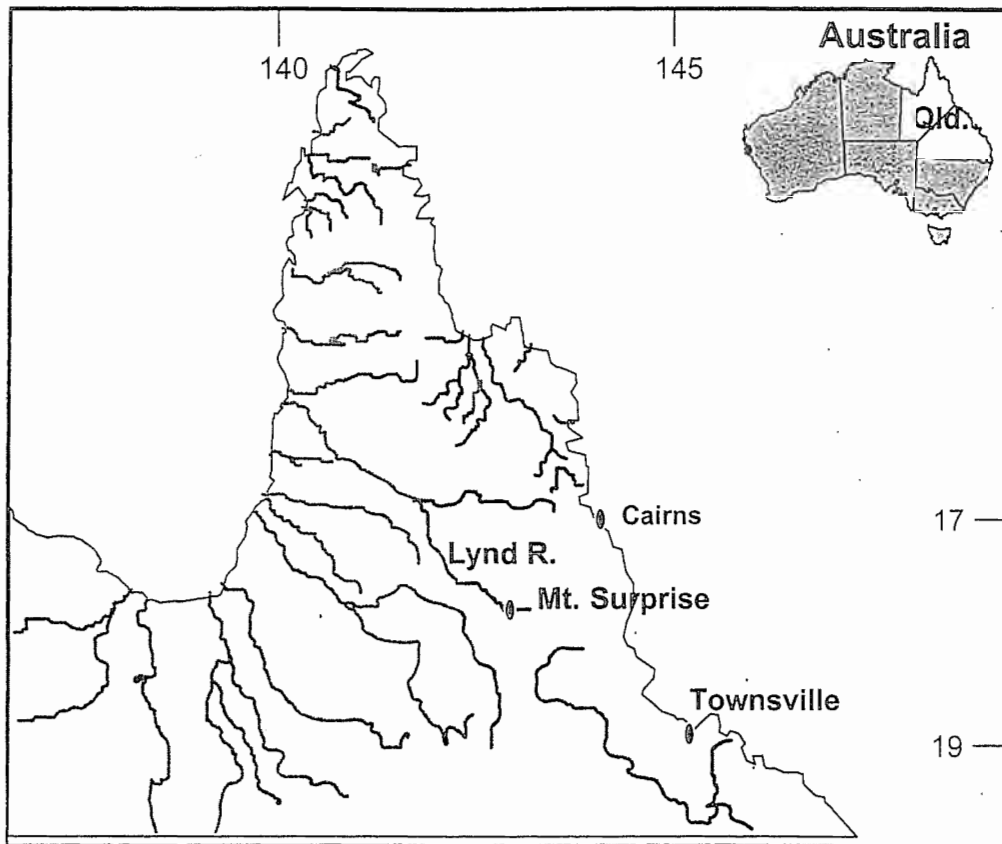 140
145
Australia
Qld.
Cairns
17
Lynd R.
Mt. Surprise
Townsville
19